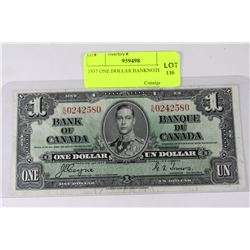 Lot # Inventory #
959498 LOT
1937 ONE DOLLAR BANKNOTE 136
Consign
1 0242580 0242580 1
BANK OF CANADA
BANQUE DU CANADA
ONE DOLLAR UN DOLLAR
ONE UN